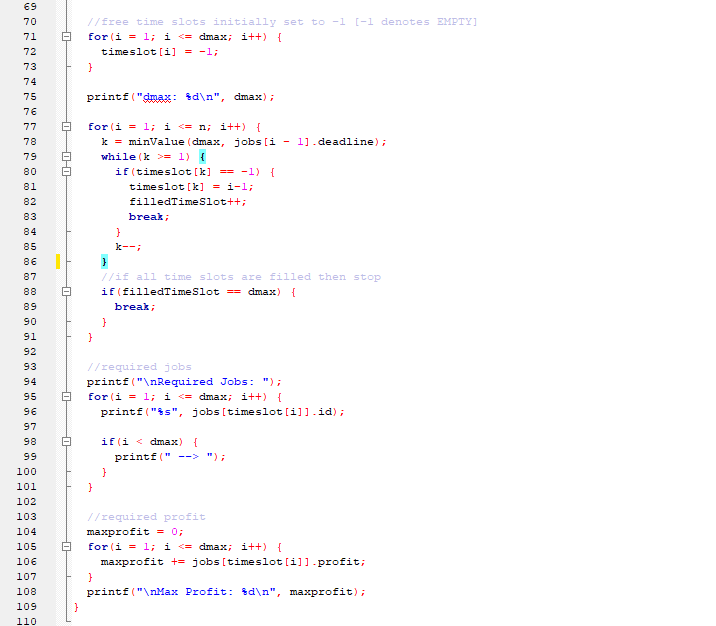 69
70 //free time slots initially set to -1 [-1 denotes EMPTY]
71 for(i = 1; i <= dmax; i++) {
72 timeslot[i] = -1;
73 }
74
75 printf("dmax: %d\n", dmax);
76
77 for(i = 1; i <= n; i++) {
78 k = minValue(dmax, jobs[i - 1].deadline);
79 while(k >= 1) {
80 if(timeslot[k] == -1) {
81 timeslot[k] = i-1;
82 filledTimeSlot++;
83 break;
84 }
85 k--;
86 }
87 //if all time slots are filled then stop
88 if(filledTimeSlot == dmax) {
89 break;
90 }
91 }
92
93 //required jobs
94 printf("\nRequired Jobs: ");
95 for(i = 1; i <= dmax; i++) {
96 printf("%s", jobs[timeslot[i]].id);
97
98 if(i < dmax) {
99 printf(" --> ");
100 }
101 }
102
103 //required profit
104 maxprofit = 0;
105 for(i = 1; i <= dmax; i++) {
106 maxprofit += jobs[timeslot[i]].profit;
107 }
108 printf("\nMax Profit: %d\n", maxprofit);
109 }
110